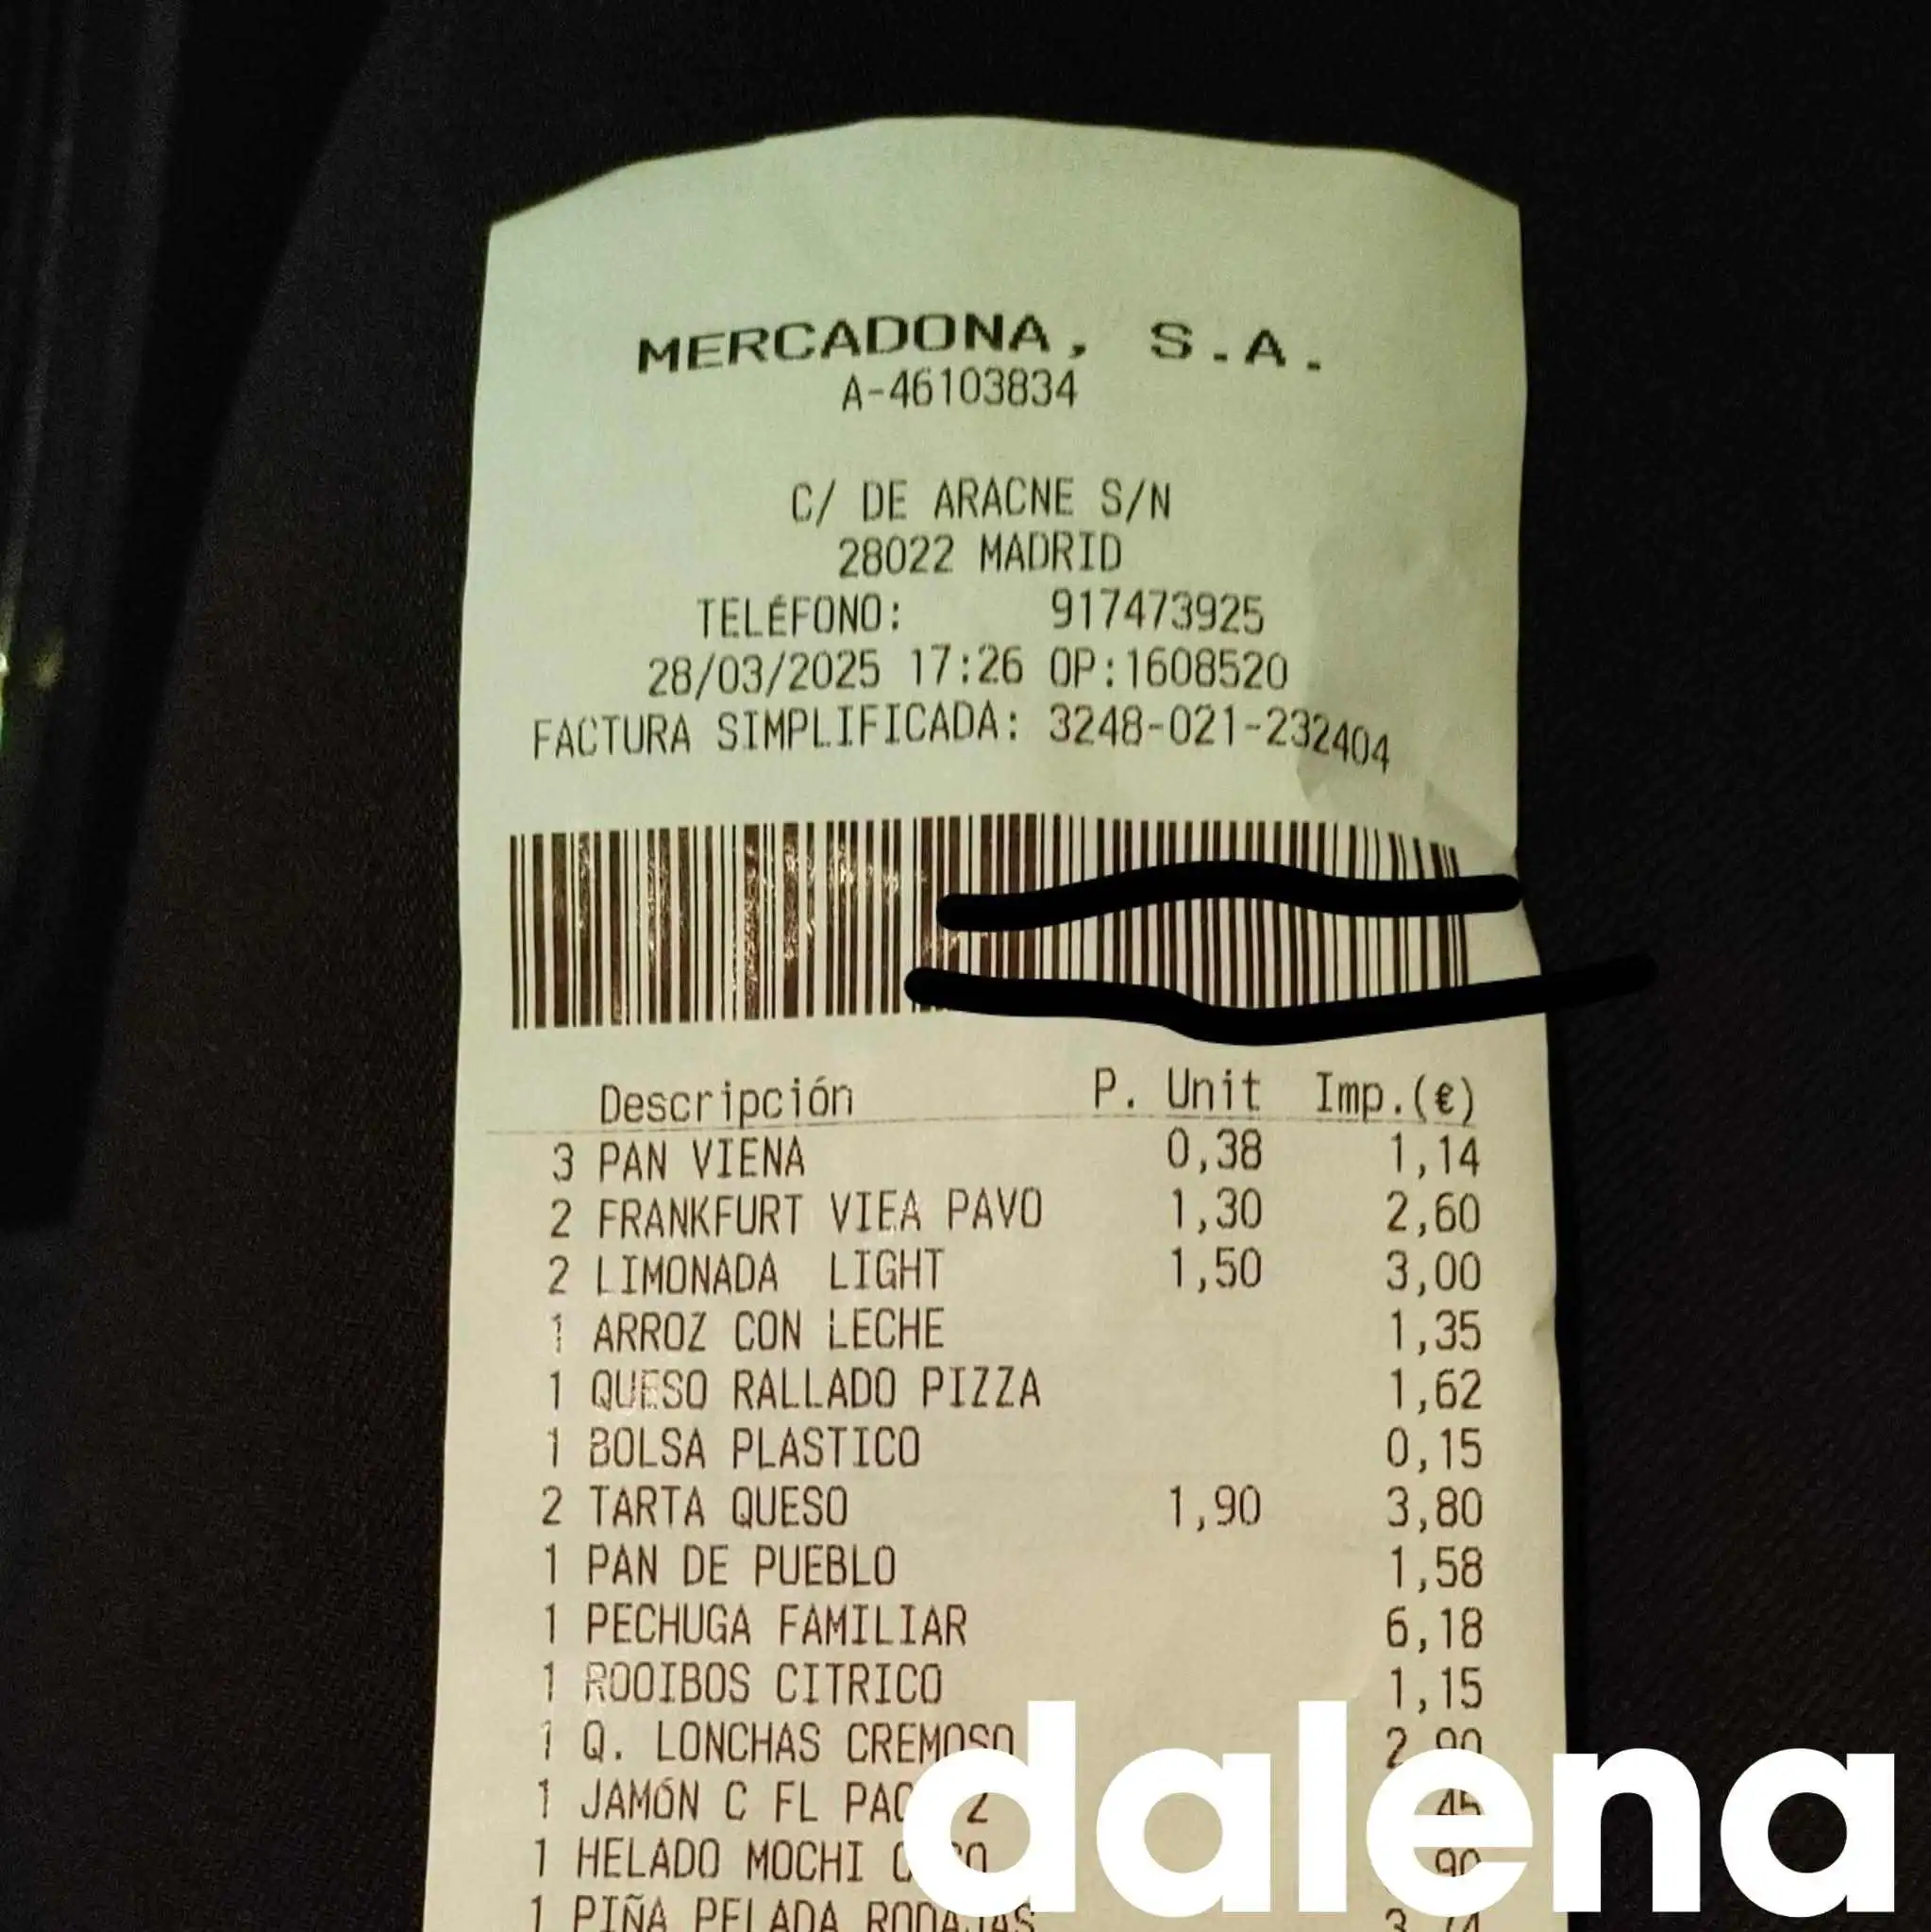 MERCADONA, S.A.
A-46103834
C/ DE ARACNE S/N
28022 MADRID
TELÉFONO: 917473925
28/03/2025 17:26 OP:1608520
FACTURA SIMPLIFICADA: 3248-021-232404
Descripción P. Unit Imp.(€)
3 PAN VIENA 0,38 1,14
2 FRANKFURT VIEA PAVO 1,30 2,60
2 LIMONADA LIGHT 1,50 3,00
1 ARROZ CON LECHE 1,35
1 QUESO RALLADO PIZZA 1,62
1 BOLSA PLASTICO 0,15
2 TARTA QUESO 1,90 3,80
1 PAN DE PUEBLO 1,58
1 PECHUGA FAMILIAR 6,18
1 ROOIBOS CITRICO 1,15
1 Q. LONCHAS CREMOSO
1 JAMÓN C FL
1 HELADO MOCHI
1 PIÑA PELADA RODAJAS
dalena